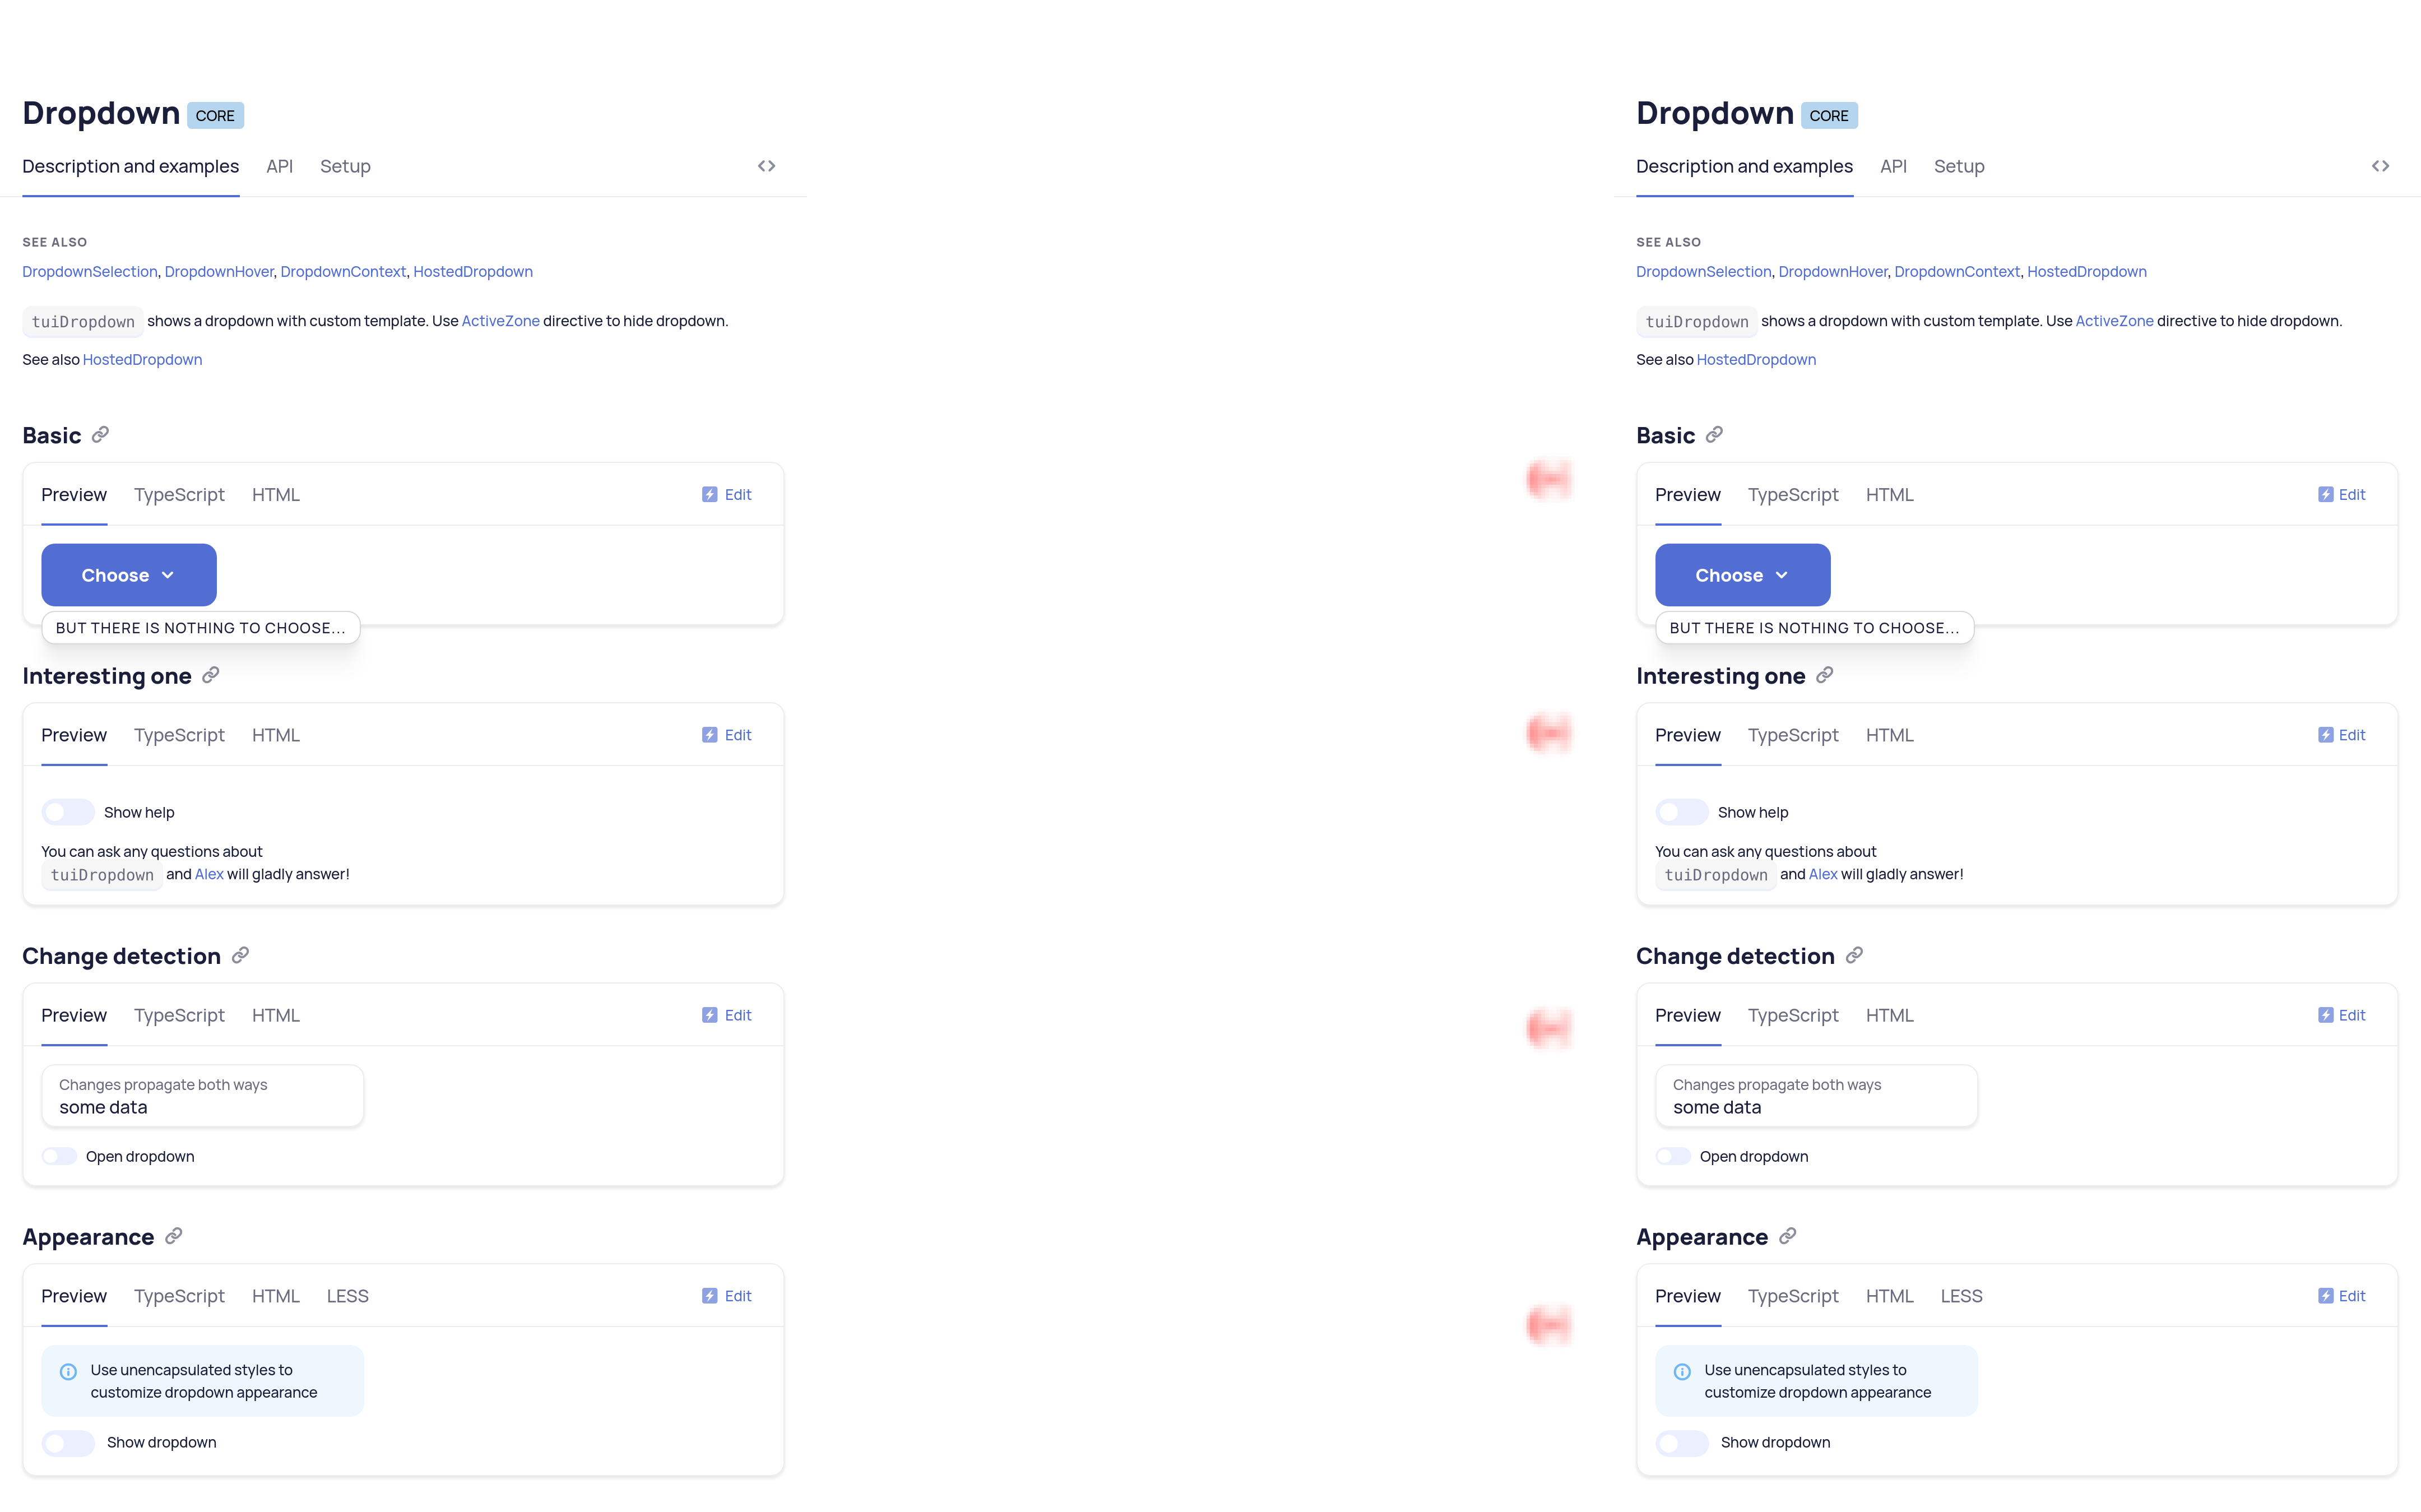 Dropdown CORE
Description and examples API Setup
SEE ALSO
DropdownSelection, DropdownHover, DropdownContext, HostedDropdown
tuiDropdown shows a dropdown with custom template. Use ActiveZone directive to hide dropdown.
See also HostedDropdown
Basic
Preview TypeScript HTML Edit
Choose
BUT THERE IS NOTHING TO CHOOSE...
Interesting one
Preview TypeScript HTML Edit
Show help
You can ask any questions about
tuiDropdown and Alex will gladly answer!
Change detection
Preview TypeScript HTML Edit
Changes propagate both ways
some data
Open dropdown
Appearance
Preview TypeScript HTML LESS Edit
Use unencapsulated styles to
customize dropdown appearance
Show dropdown
Dropdown CORE
Description and examples API Setup
SEE ALSO
DropdownSelection, DropdownHover, DropdownContext, HostedDropdown
tuiDropdown shows a dropdown with custom template. Use ActiveZone directive to hide dropdown.
See also HostedDropdown
Basic
Preview TypeScript HTML Edit
Choose
BUT THERE IS NOTHING TO CHOOSE...
Interesting one
Preview TypeScript HTML Edit
Show help
You can ask any questions about
tuiDropdown and Alex will gladly answer!
Change detection
Preview TypeScript HTML Edit
Changes propagate both ways
some data
Open dropdown
Appearance
Preview TypeScript HTML LESS Edit
Use unencapsulated styles to
customize dropdown appearance
Show dropdown